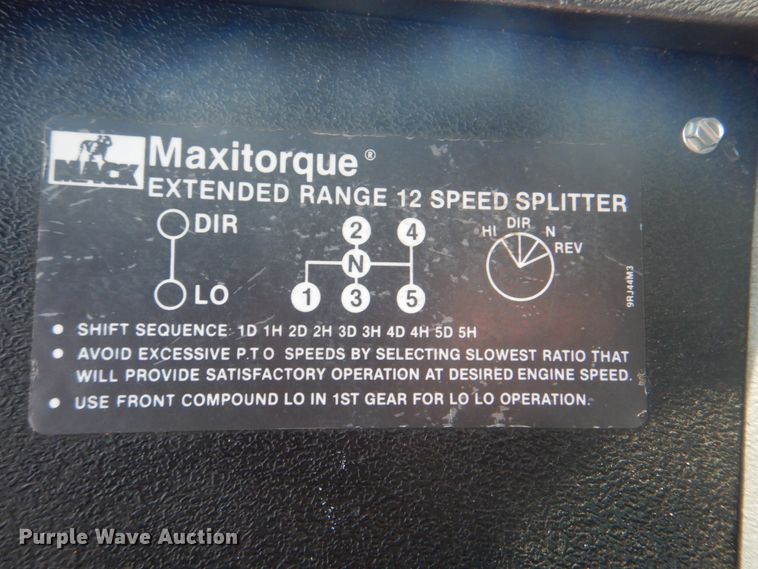 MACK
Maxitorque®
EXTENDED RANGE 12 SPEED SPLITTER
DIR
LO
2 4
N
1 3 5
HI DIR N REV
9RJ44M3
• SHIFT SEQUENCE 1D 1H 2D 2H 3D 3H 4D 4H 5D 5H
• AVOID EXCESSIVE P.T O SPEEDS BY SELECTING SLOWEST RATIO THAT
WILL PROVIDE SATISFACTORY OPERATION AT DESIRED ENGINE SPEED.
• USE FRONT COMPOUND LO IN 1ST GEAR FOR LO LO OPERATION.
Purple Wave Auction